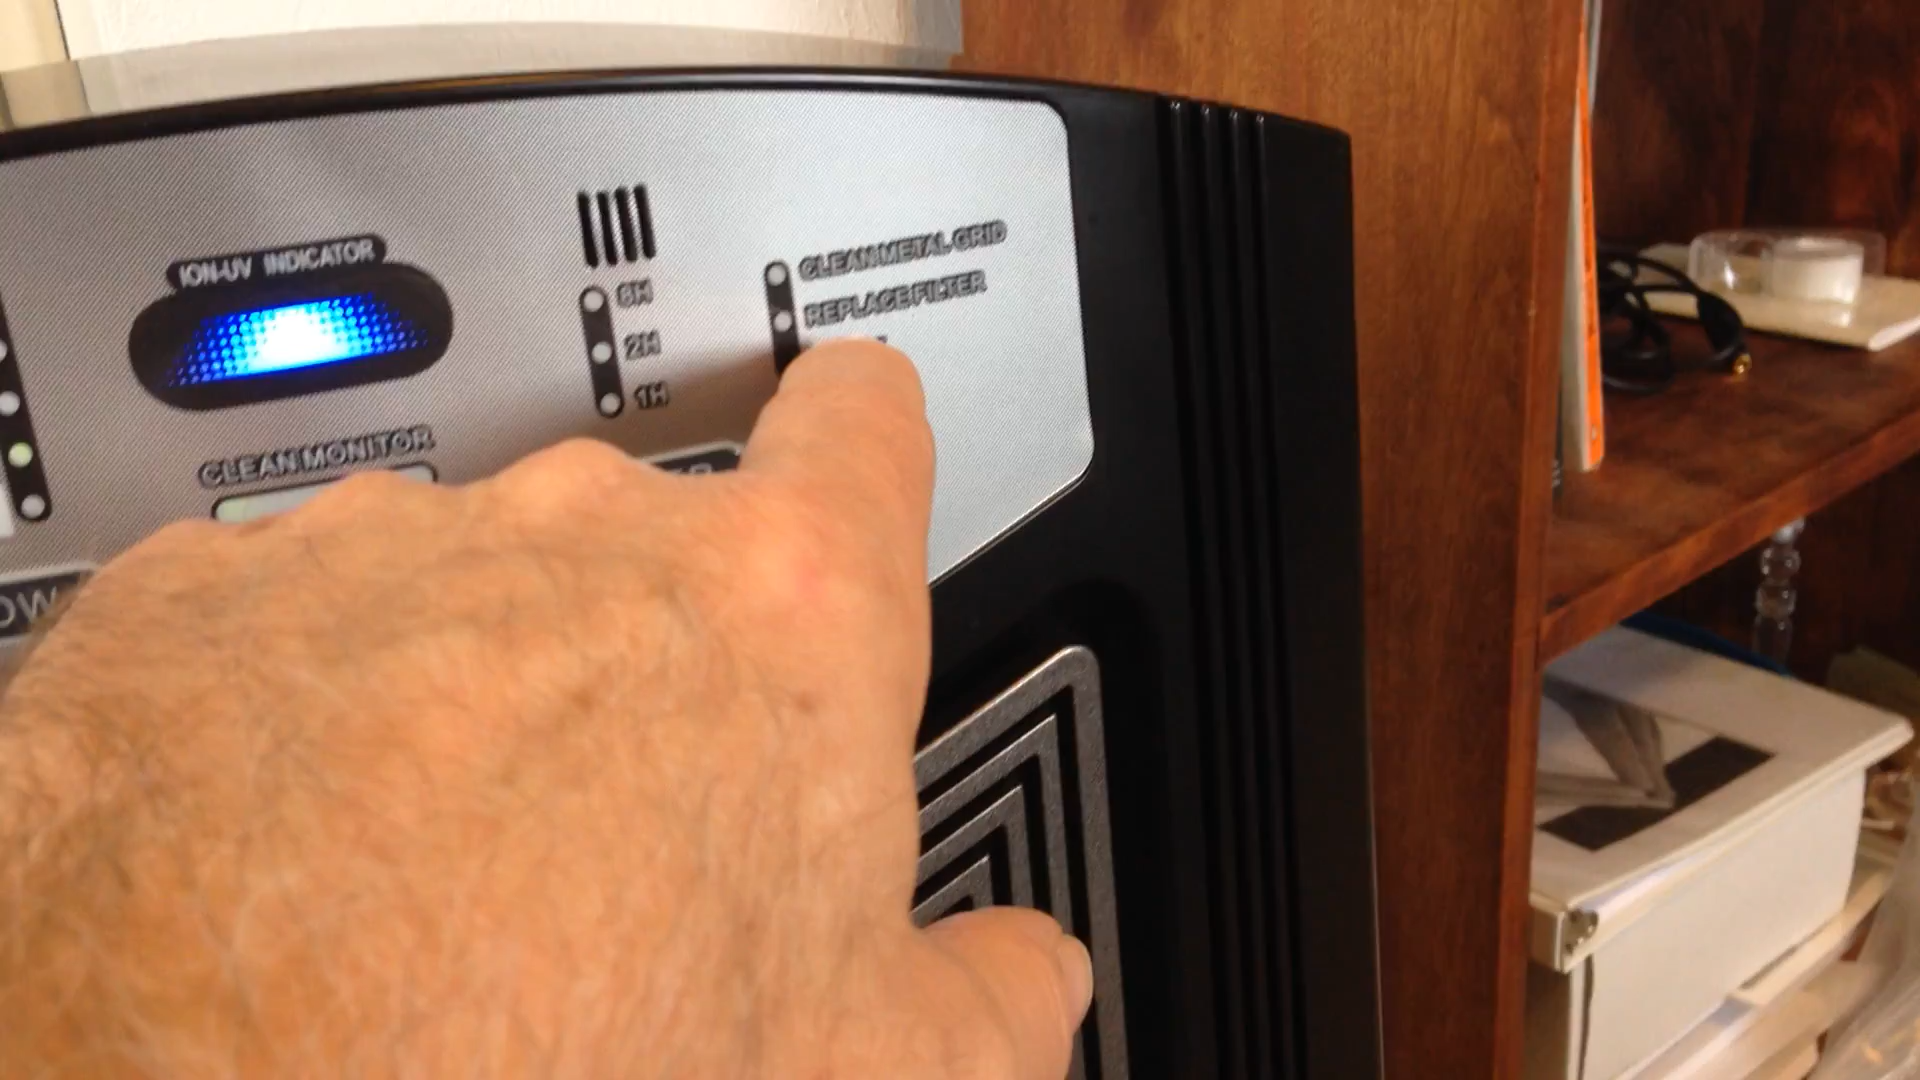 ION-UV INDICATOR
8H
2H
1H
CLEAN METAL GRID
REPLACE FILTER
CLEAN MONITOR